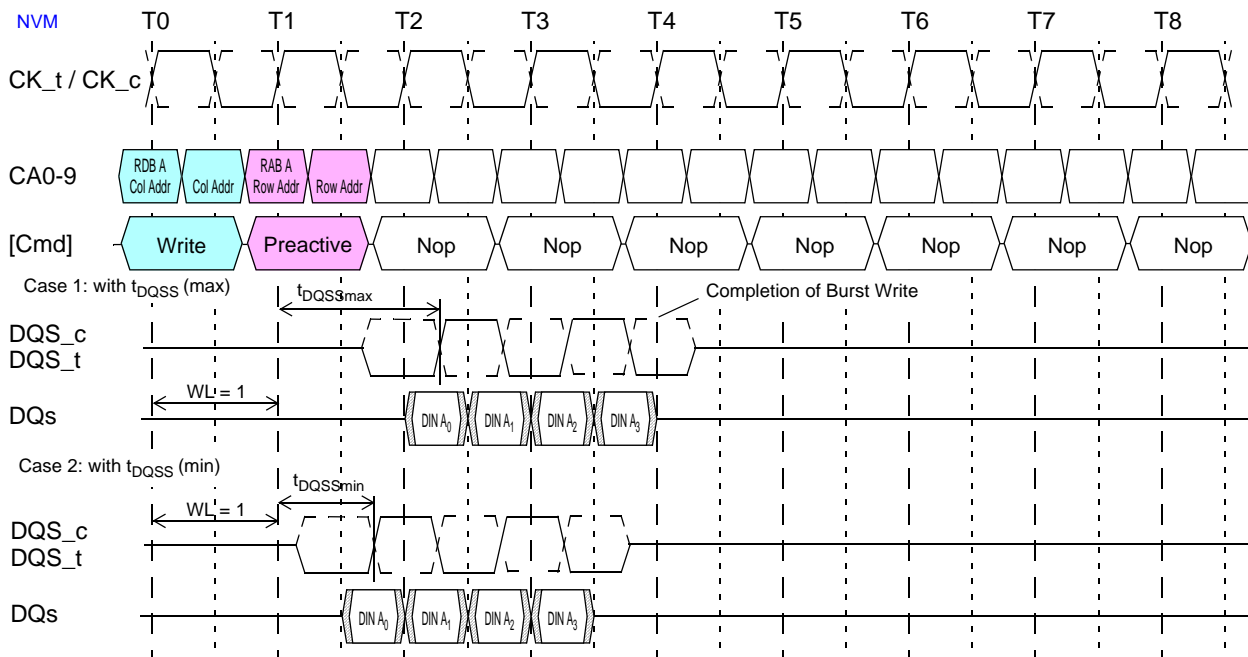 NVM T0 T1 T2 T3 T4 T5 T6 T7 T8
CK_t / CK_c
CA0-9
RDB A
Col Addr
Col Addr
RAB A
Row Addr
Row Addr
[Cmd] Write Preactive Nop Nop Nop Nop Nop Nop Nop
Case 1: with tDQSS (max)
tDQSSmax
Completion of Burst Write
DQS_c
DQS_t
WL = 1
DQs DIN A0 DIN A1 DIN A2 DIN A3
Case 2: with tDQSS (min)
tDQSSmin
WL = 1
DQS_c
DQS_t
DQs DIN A0 DIN A1 DIN A2 DIN A3